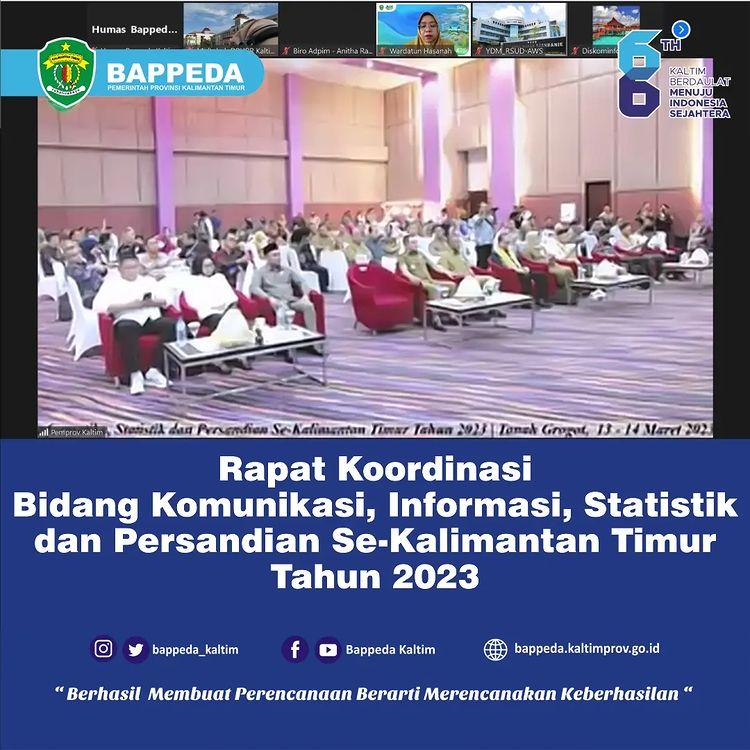 Humas Bapped...
Biro Adpim - Anitha Ra...
Wardatun Hasanah
YDM_RSUD-AWS
Diskominfo
BAPPEDA
PEMERINTAH PROVINSI KALIMANTAN TIMUR
6TH
KALTIM
BERDAULAT
MENUJU
INDONESIA
SEJAHTERA
Pemprov Kaltim
Statistik dan Persandian Se-Kalimantan Timur Tahun 2023 | Tanah Grogot, 13 - 14 Maret 2023
Rapat Koordinasi
Bidang Komunikasi, Informasi, Statistik
dan Persandian Se-Kalimantan Timur
Tahun 2023
bappeda_kaltim
Bappeda Kaltim
bappeda.kaltimprov.go.id
“ Berhasil Membuat Perencanaan Berarti Merencanakan Keberhasilan “